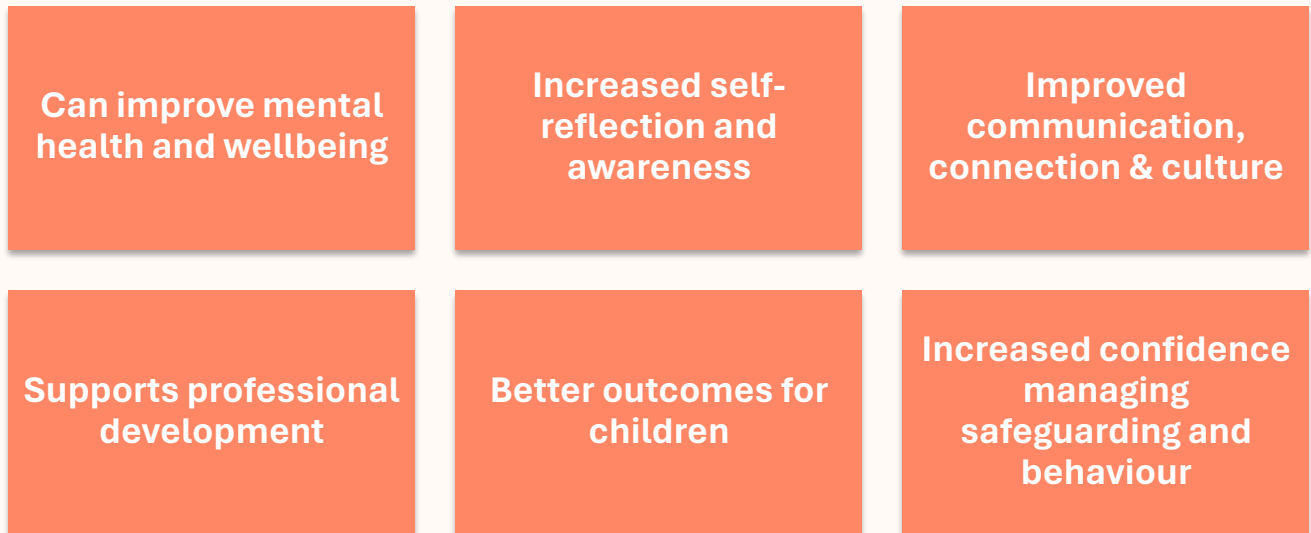 Can improve mental
health and wellbeing
Increased self-
reflection and
awareness
Improved
communication,
connection & culture
Supports professional
development
Better outcomes for
children
Increased confidence
managing
safeguarding and
behaviour